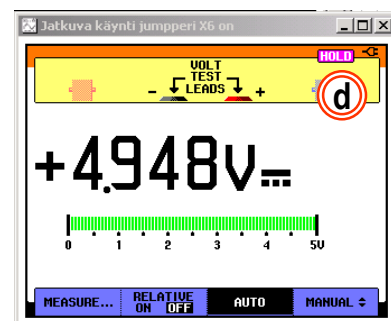 Jatkuva käynti jumpperi X6 on
HOLD
VOLT
TEST
- LEADS +
d
+4.948V
0 1 2 3 4 5V
MEASURE... RELATIVE ON OFF AUTO MANUAL